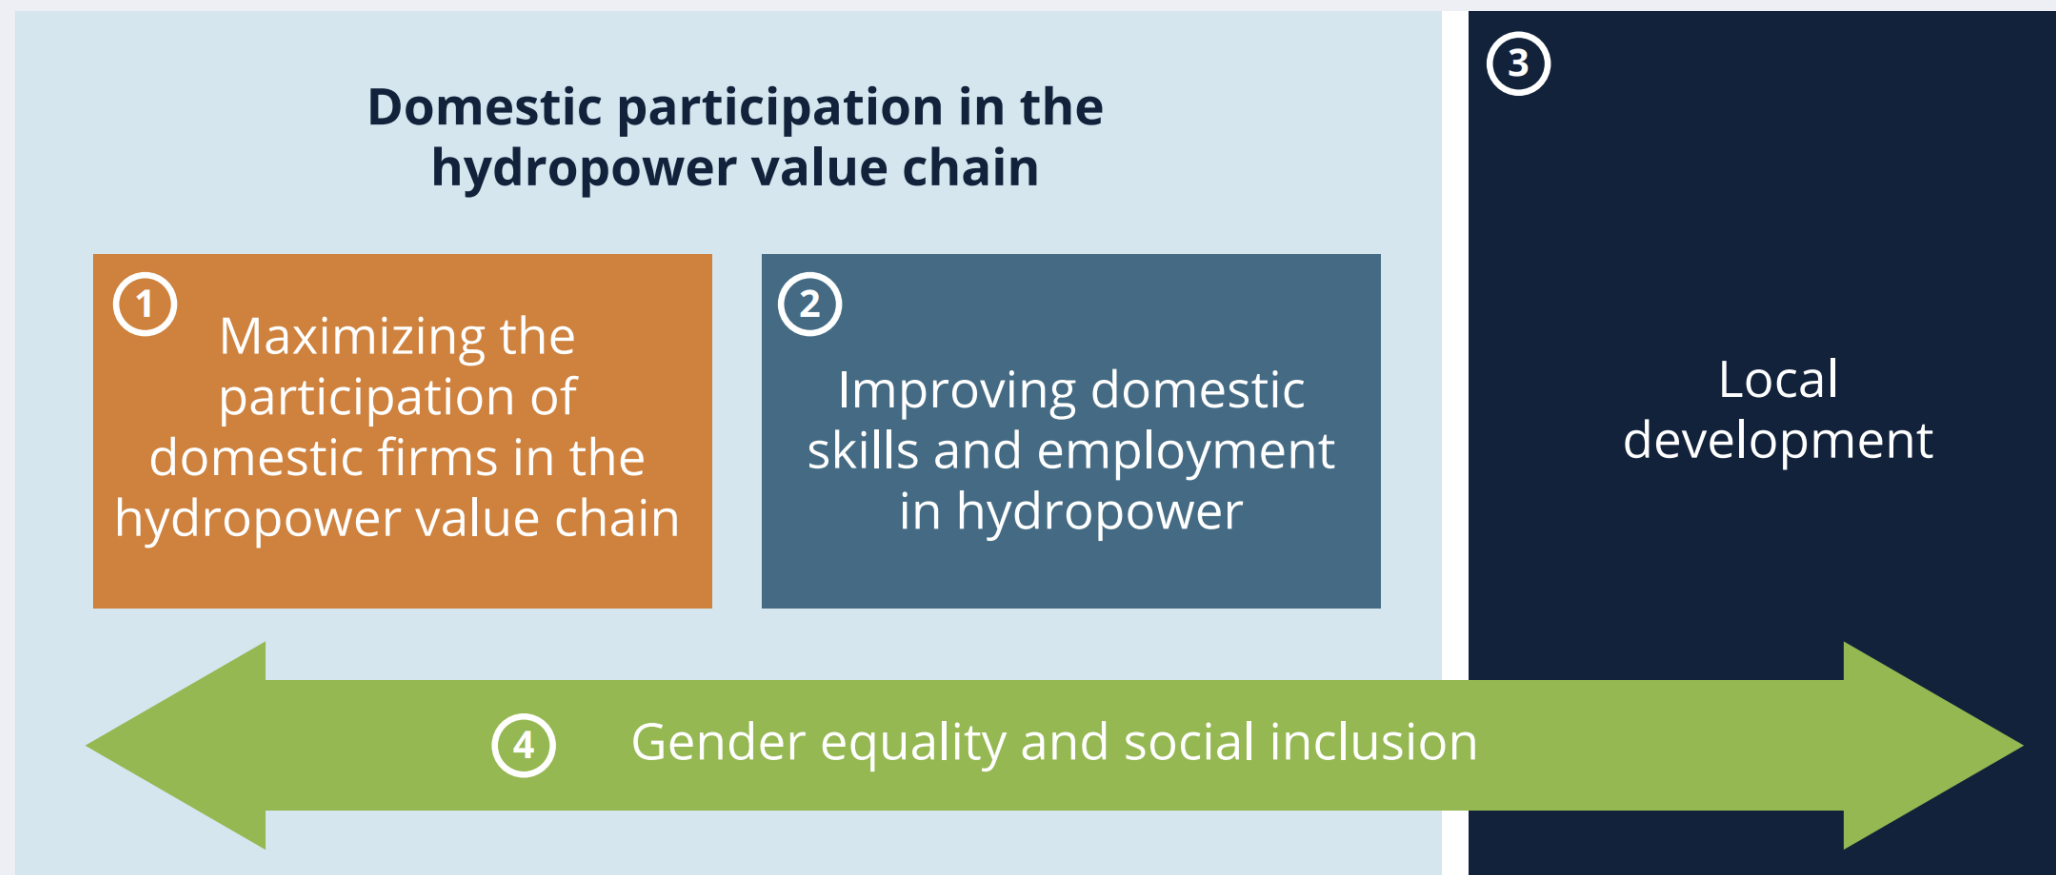 Domestic participation in the
hydropower value chain
1
Maximizing the
participation of
domestic firms in the
hydropower value chain
2
Improving domestic
skills and employment
in hydropower
3
Local
development
4 Gender equality and social inclusion